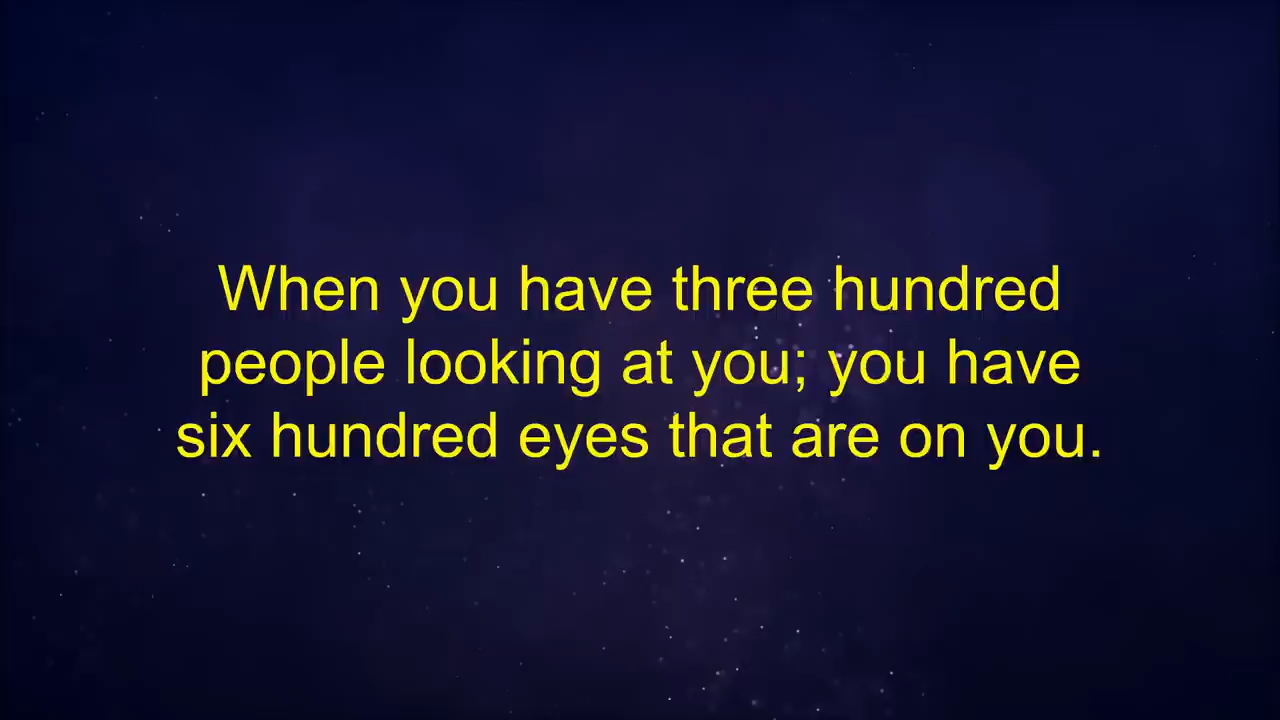 When you have three hundred
people looking at you; you have
six hundred eyes that are on you.